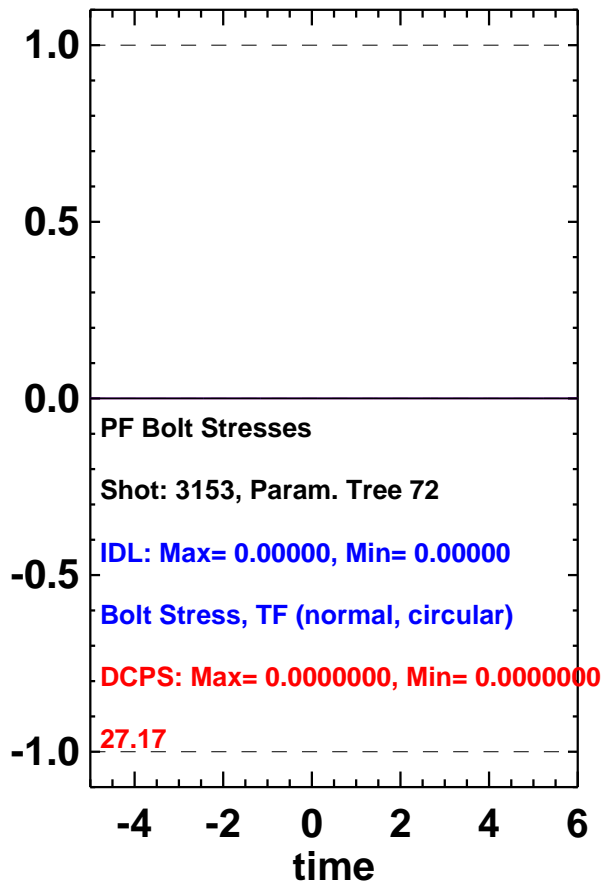 1.0
0.5
0.0
PF Bolt Stresses
Shot: 3153, Param. Tree 72
IDL: Max= 0.00000, Min= 0.00000
-0.5
Bolt Stress, TF (normal, circular)
DCPS: Max= 0.0000000, Min= 0.0000000
27.17
-1.0
-4 -2 0 2 4 6
time